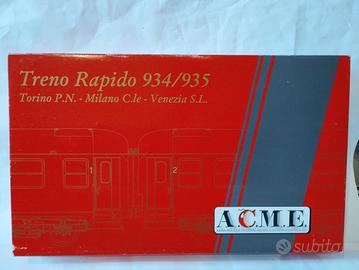 Treno Rapido 934/935
Torino P.N. - Milano C.le - Venezia S.L.
1
2
A.C.M.E.
subito